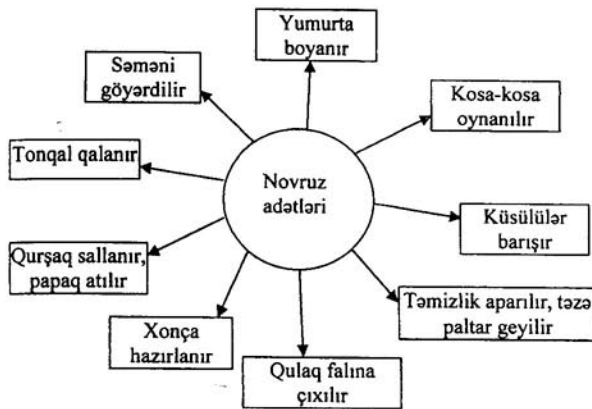 Yumurta
boyanır
Səməni
göyərdilir
Kosa-kosa
oynanılır
Tonqal qalanır
Novruz
adətləri
Küsülülər
barışır
Qurşaq sallanır,
papaq atılır
Təmizlik aparılır, təzə
paltar geyilir
Xonça
hazırlanır
Qulaq falına
çıxılır